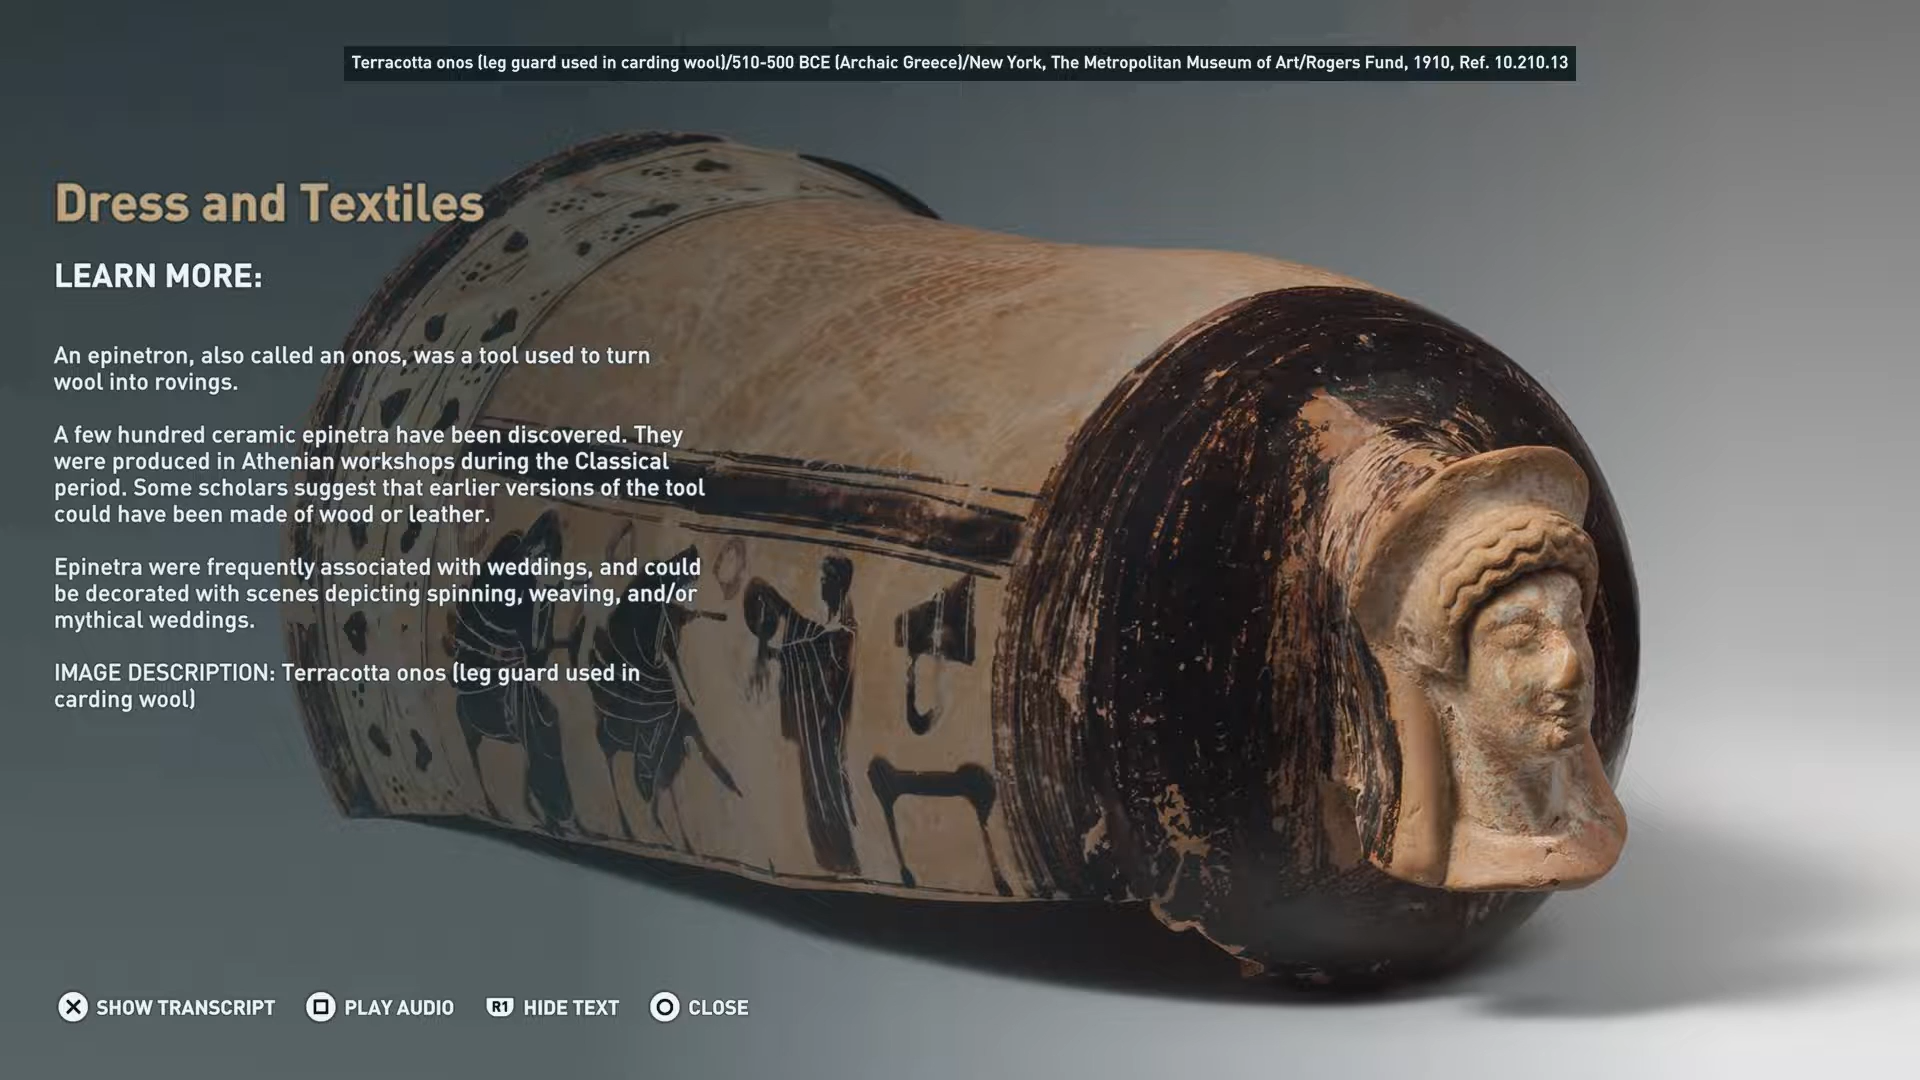 Terracotta onos (leg guard used in carding wool)/510-500 BCE (Archaic Greece)/New York, The Metropolitan Museum of Art/Rogers Fund, 1910, Ref. 10.210.13
Dress and Textiles
LEARN MORE:
An epinetron, also called an onos, was a tool used to turn
wool into rovings.
A few hundred ceramic epinetra have been discovered. They
were produced in Athenian workshops during the Classical
period. Some scholars suggest that earlier versions of the tool
could have been made of wood or leather.
Epinetra were frequently associated with weddings, and could
be decorated with scenes depicting spinning, weaving, and/or
mythical weddings.
IMAGE DESCRIPTION: Terracotta onos (leg guard used in
carding wool)
SHOW TRANSCRIPT PLAY AUDIO R1 HIDE TEXT CLOSE